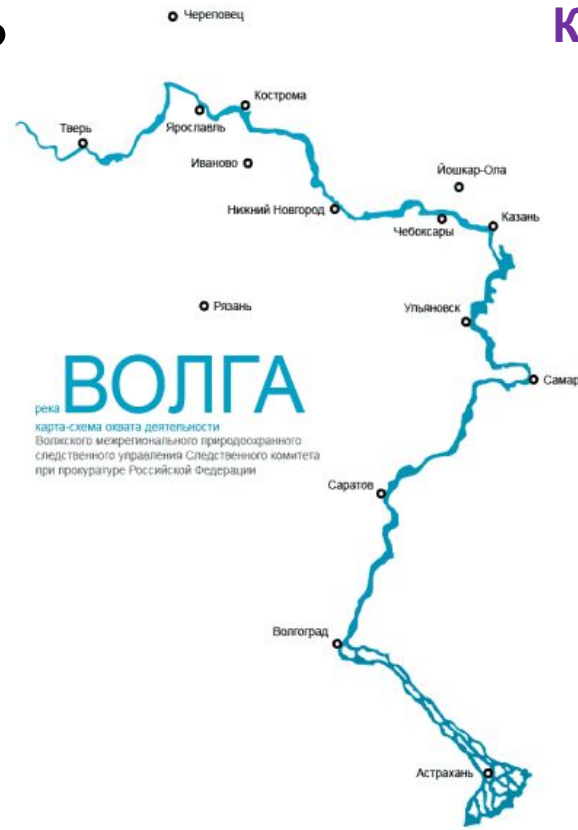 Череповец
К
Кострома
Тверь
Ярославль
Иваново
Йошкар-Ола
Нижний Новгород
Казань
Чебоксары
Рязань
Ульяновск
река ВОЛГА
Самар
карта-схема охвата деятельности
Волжского межрегионального природоохранного
следственного управления Следственного комитета
при прокуратуре Российской Федерации
Саратов
Волгоград
Астрахань